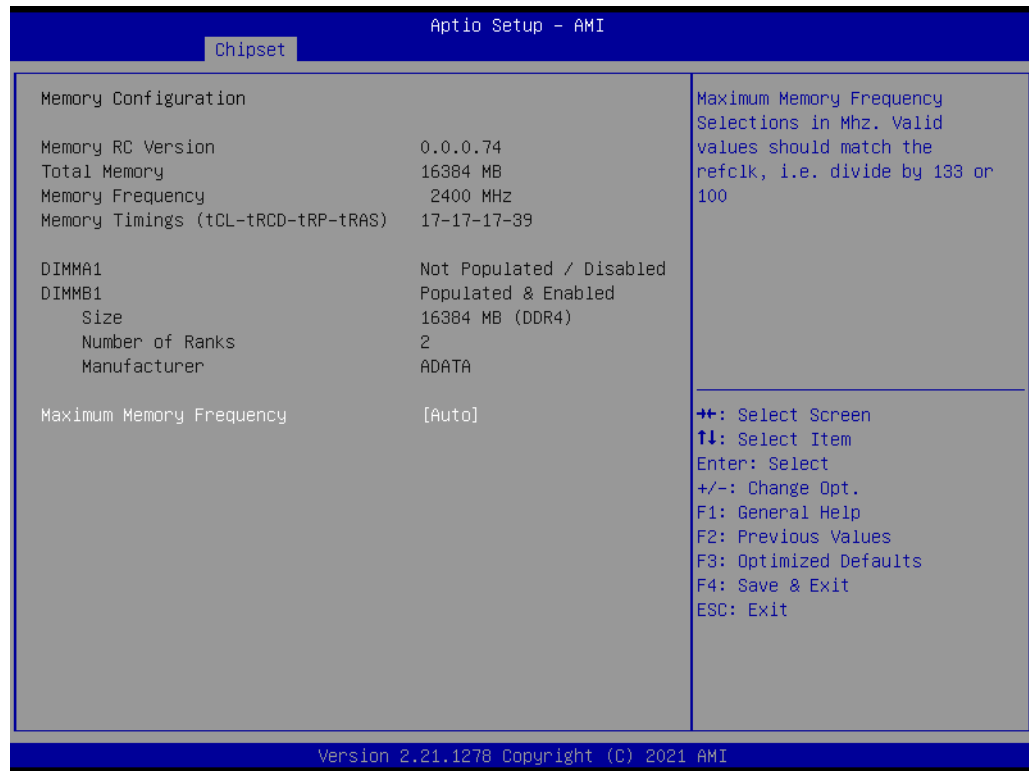 Aptio Setup – AMI
Chipset
Memory Configuration
Memory RC Version 0.0.0.74
Total Memory 16384 MB
Memory Frequency 2400 MHz
Memory Timings (tCL-tRCD-tRP-tRAS) 17-17-17-39
DIMMA1 Not Populated / Disabled
DIMMB1 Populated & Enabled
Size 16384 MB (DDR4)
Number of Ranks 2
Manufacturer ADATA
Maximum Memory Frequency [Auto]
Maximum Memory Frequency
Selections in Mhz. Valid
values should match the
refclk, i.e. divide by 133 or
100
→←: Select Screen
↑↓: Select Item
Enter: Select
+/-: Change Opt.
F1: General Help
F2: Previous Values
F3: Optimized Defaults
F4: Save & Exit
ESC: Exit
Version 2.21.1278 Copyright (C) 2021 AMI